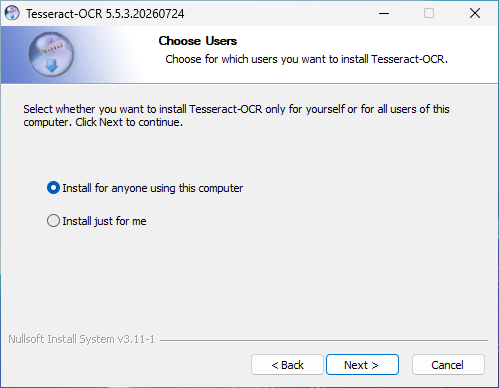 Tesseract-OCR 5.5.3.20260724
Choose Users
Choose for which users you want to install Tesseract-OCR.
Select whether you want to install Tesseract-OCR only for yourself or for all users of this
computer. Click Next to continue.
Install for anyone using this computer
Install just for me
Nullsoft Install System v3.11-1
< Back
Next >
Cancel